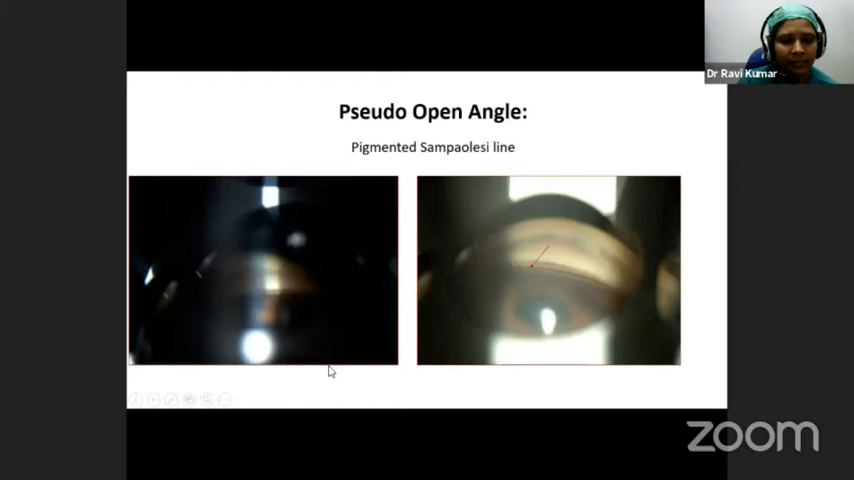 Dr Ravi Kumar
Pseudo Open Angle:
Pigmented Sampaolesi line
zoom